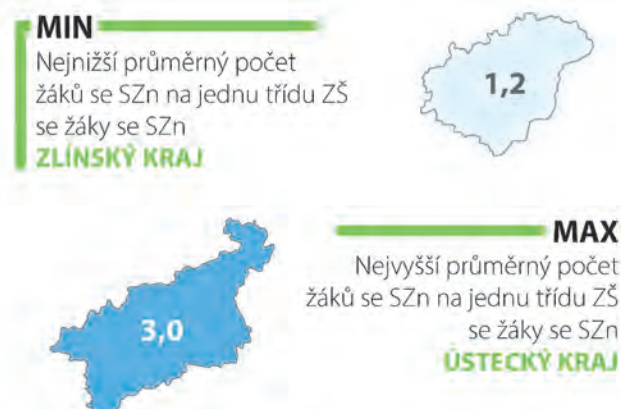 MIN
Nejnižší průměrný počet
žáků se SZn na jednu třídu ZŠ
se žáky se SZn
ZLÍNSKÝ KRAJ
1,2
3,0
MAX
Nejvyšší průměrný počet
žáků se SZn na jednu třídu ZŠ
se žáky se SZn
ÚSTECKÝ KRAJ